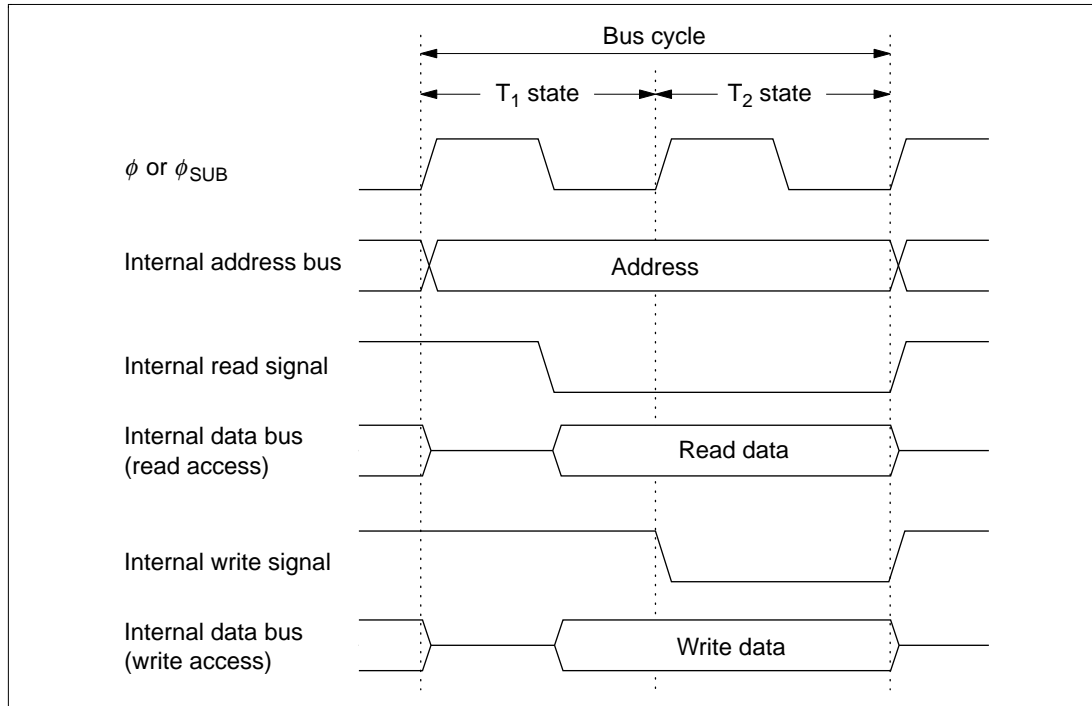 Bus cycle
T₁ state
T₂ state
ϕ or ϕSUB
Internal address bus
Address
Internal read signal
Internal data bus
(read access)
Read data
Internal write signal
Internal data bus
(write access)
Write data